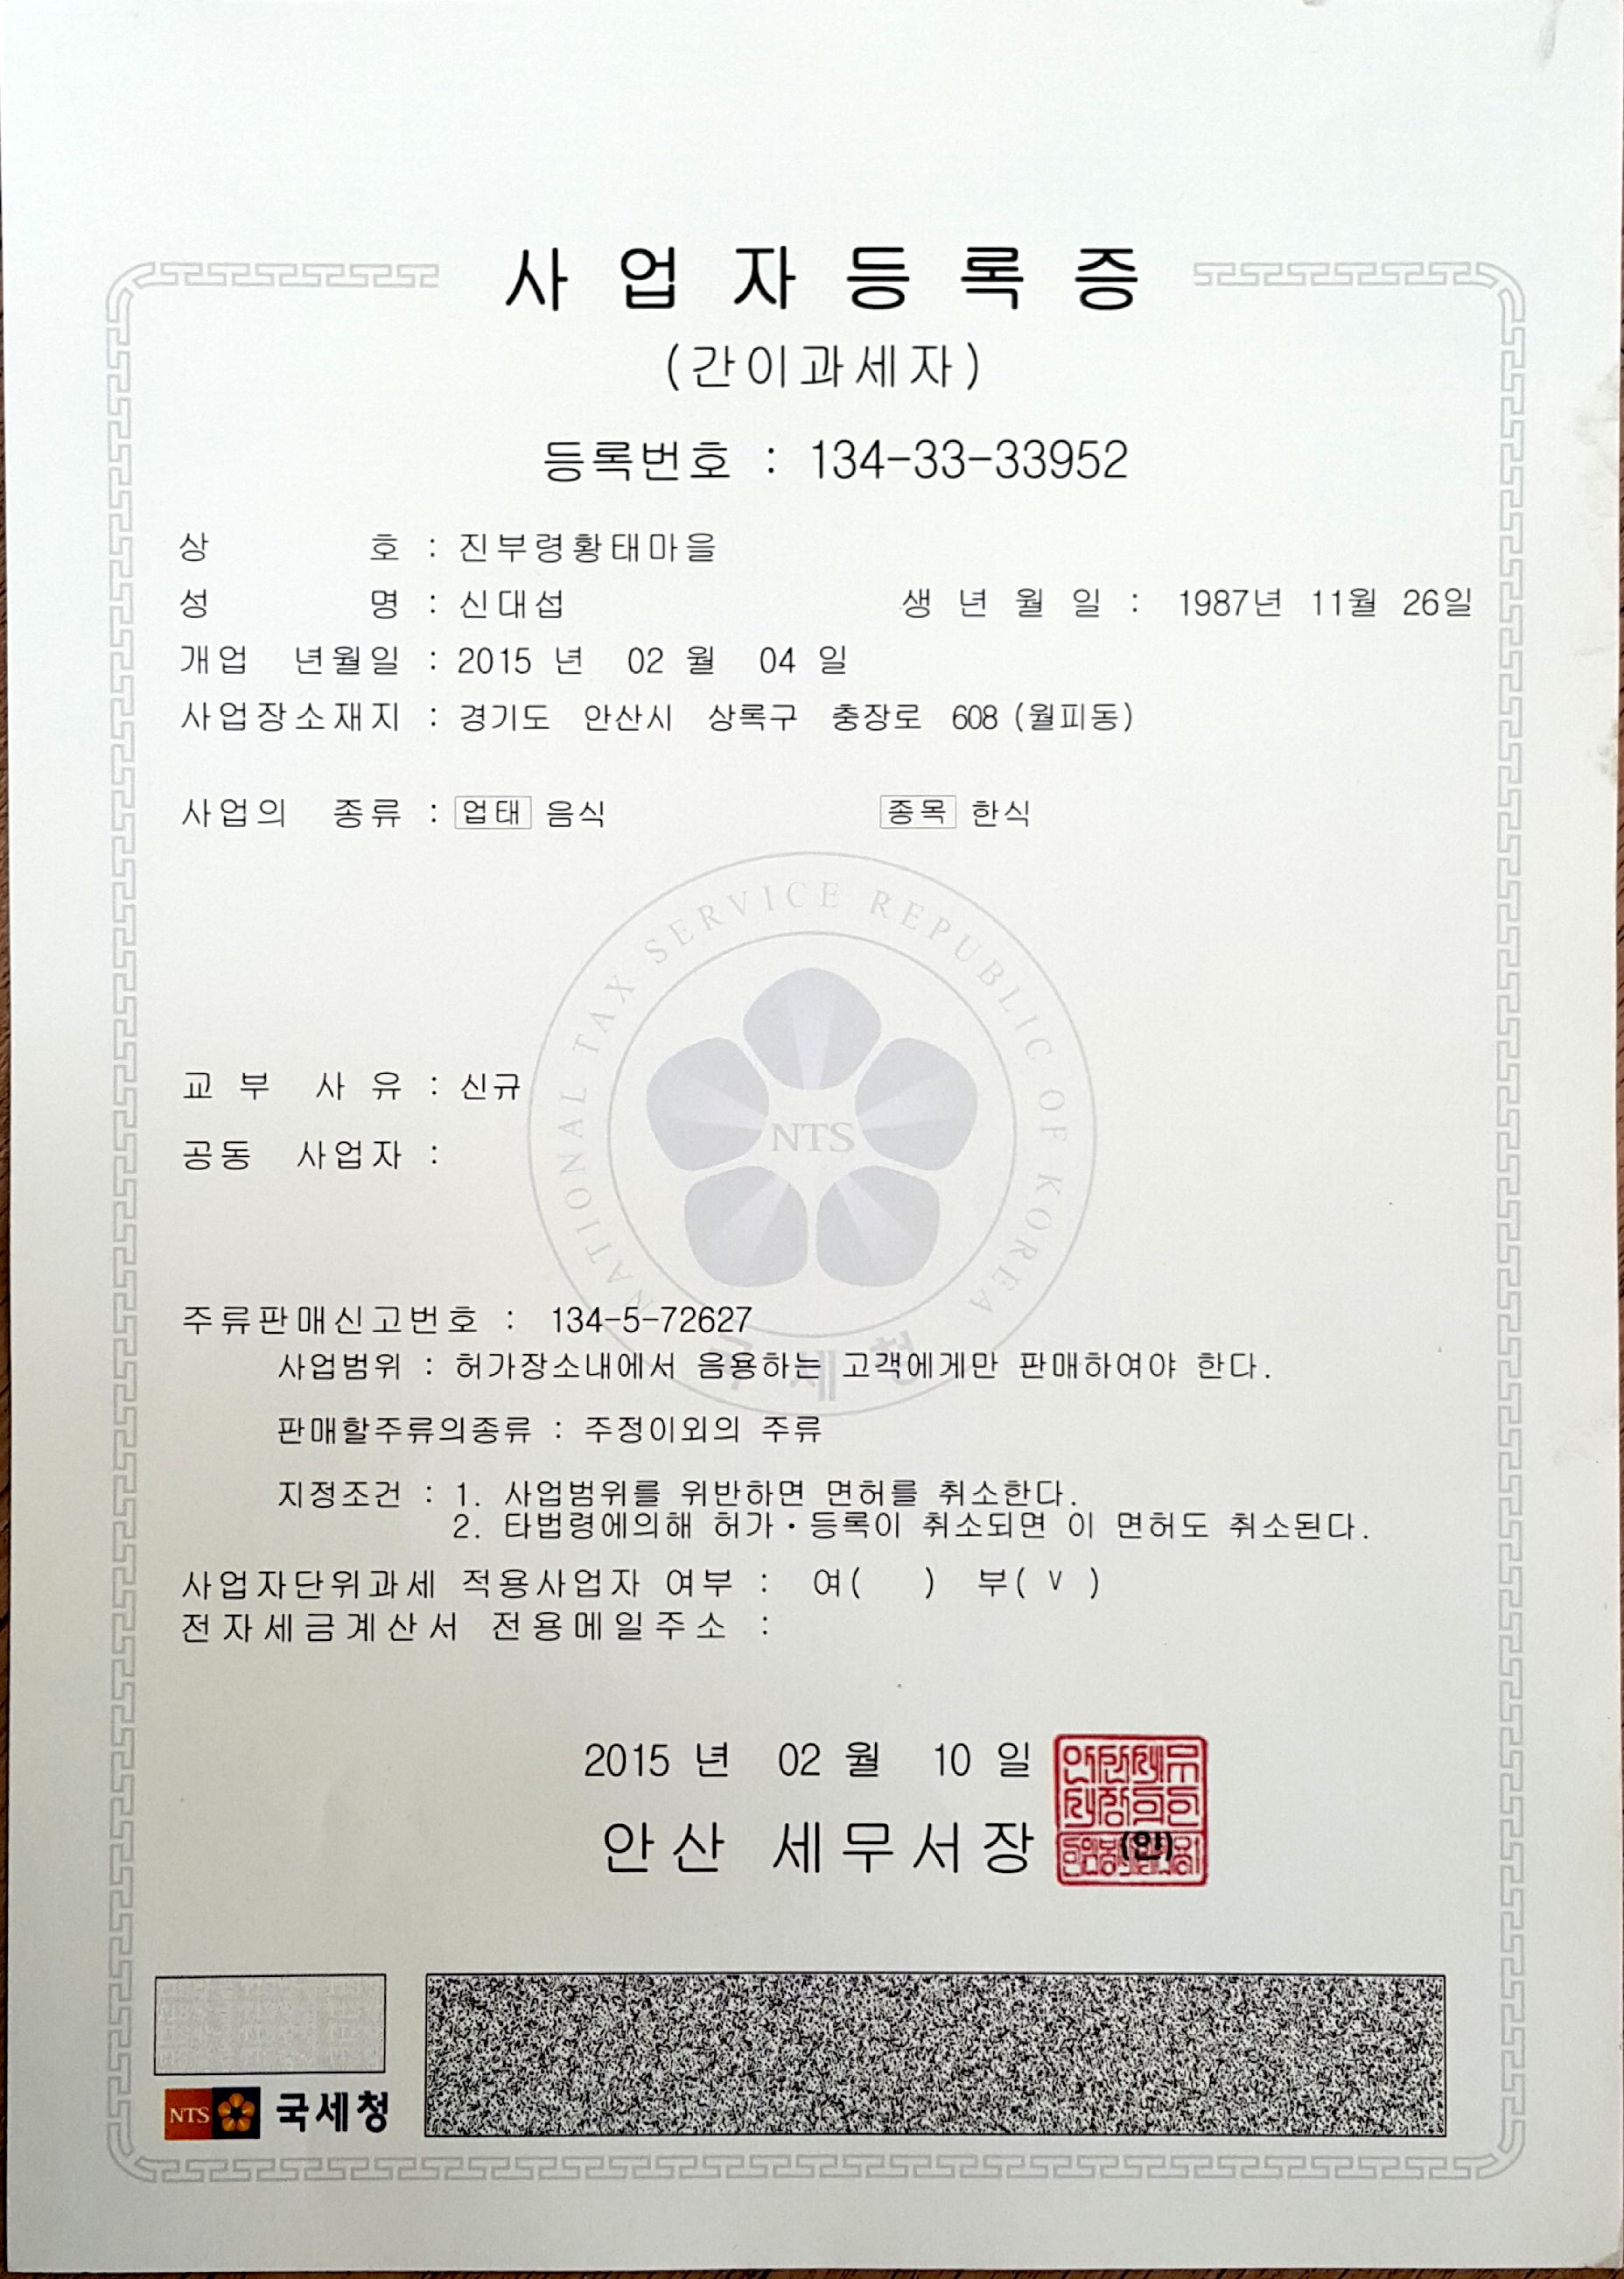 사업자등록증
(간이과세자)
등록번호 : 134-33-33952
상 호 : 진부령황태마을
성 명 : 신대섭 생년월일 : 1987년 11월 26일
개업 년월일 : 2015 년 02 월 04 일
사업장소재지 : 경기도 안산시 상록구 충장로 608 (월피동)
사업의 종류 : 업태 음식 종목 한식
NATIONAL TAX SERVICE REPUBLIC OF KOREA
교 부 사 유 : 신규
NTS
공동 사업자 :
주류판매신고번호 : 134-5-72627
국세청
사업범위 : 허가장소내에서 음용하는 고객에게만 판매하여야 한다.
판매할주류의종류 : 주정이외의 주류
지정조건 : 1. 사업범위를 위반하면 면허를 취소한다.
2. 타법령에의해 허가·등록이 취소되면 이 면허도 취소된다.
사업자단위과세 적용사업자 여부 : 여( ) 부( V )
전자세금계산서 전용메일주소 :
2015 년 02 월 10 일
안산 세무서장 (인)
NTS 국세청